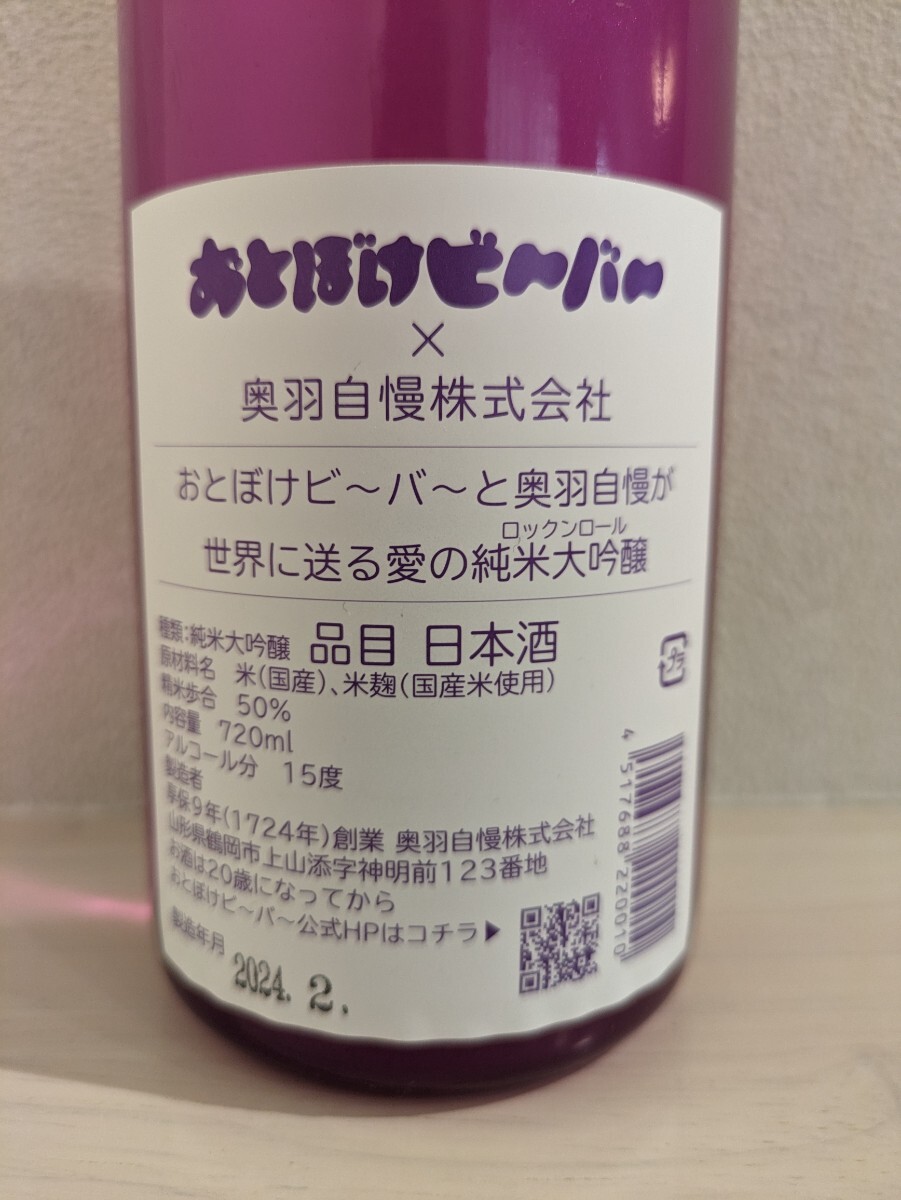 おとぼけビ〜バ〜
×
奥羽自慢株式会社
おとぼけビ〜バ〜と奥羽自慢が
ロックンロール
世界に送る愛の純米大吟醸
種類:純米大吟醸 品目 日本酒
原材料名 米(国産)、米麹(国産米使用)
精米歩合 50%
内容量 720ml
アルコール分 15度
製造者
享保9年(1724年)創業 奥羽自慢株式会社
山形県鶴岡市上山添字神明前123番地
お酒は20歳になってから
おとぼけビ〜バ〜公式HPはコチラ▶
製造年月
2024. 2.
プラ
4 517688 220010